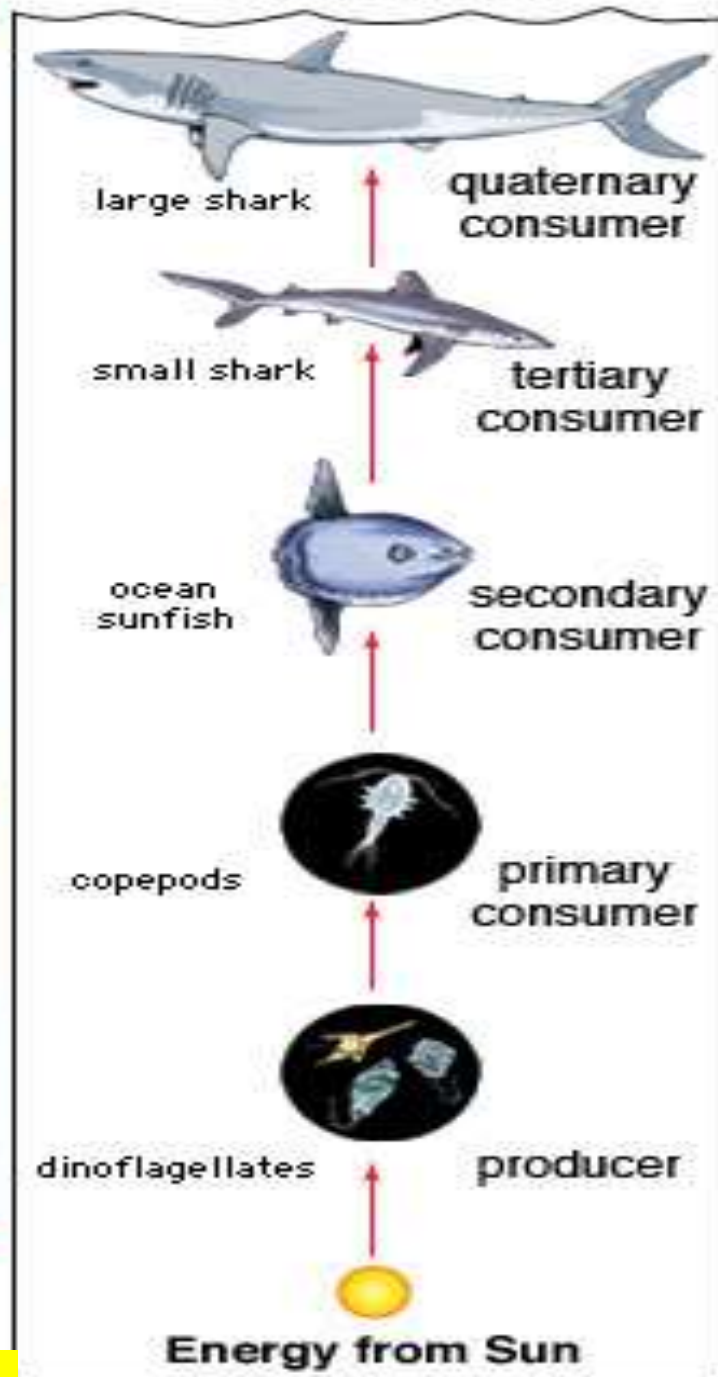 large shark
quaternary
consumer
small shark
tertiary
consumer
ocean
sunfish
secondary
consumer
copepods
primary
consumer
dinoflagellates
producer
Energy from Sun